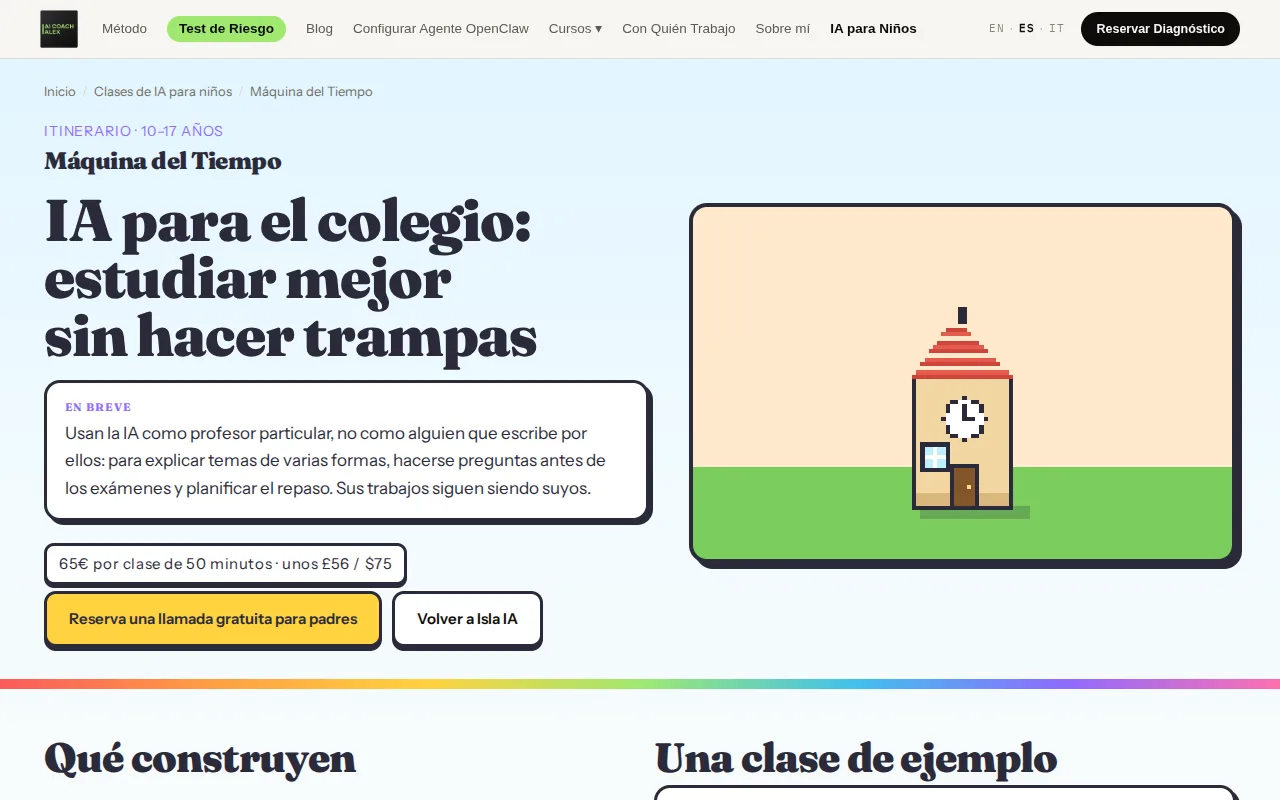 AI COACH
ALEX
Método
Test de Riesgo
Blog
Configurar Agente OpenClaw
Cursos ▾
Con Quién Trabajo
Sobre mí
IA para Niños
EN · ES · IT
Reservar Diagnóstico
Inicio / Clases de IA para niños / Máquina del Tiempo
ITINERARIO · 10–17 AÑOS
Máquina del Tiempo
IA para el colegio:
estudiar mejor
sin hacer trampas
EN BREVE
Usan la IA como profesor particular, no como alguien que escribe por
ellos: para explicar temas de varias formas, hacerse preguntas antes de
los exámenes y planificar el repaso. Sus trabajos siguen siendo suyos.
65€ por clase de 50 minutos · unos £56 / $75
Reserva una llamada gratuita para padres
Volver a Isla IA
Qué construyen
Una clase de ejemplo